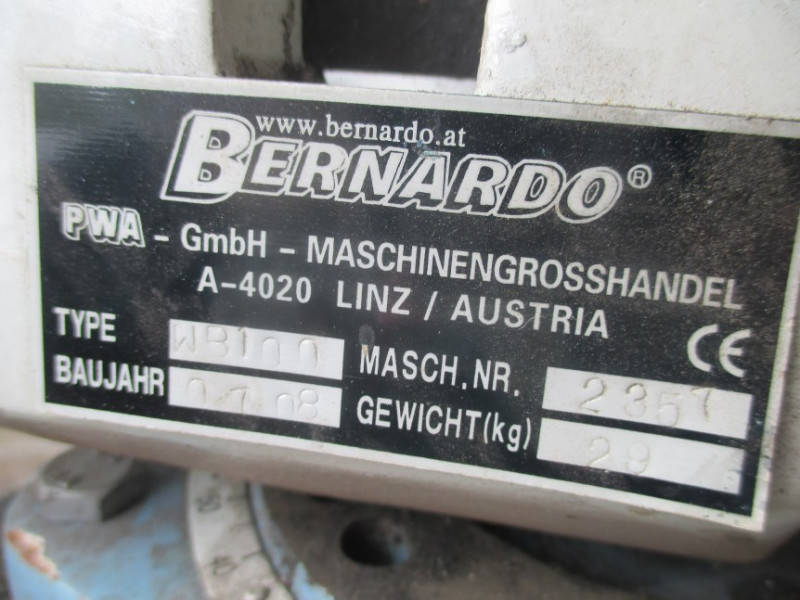 www.bernardo.at
BERNARDO®
PWA - GmbH - MASCHINENGROSSHANDEL
A-4020 LINZ / AUSTRIA
CE
TYPE WB100
MASCH.NR. 2357
BAUJAHR 07.08
GEWICHT(kg) 29